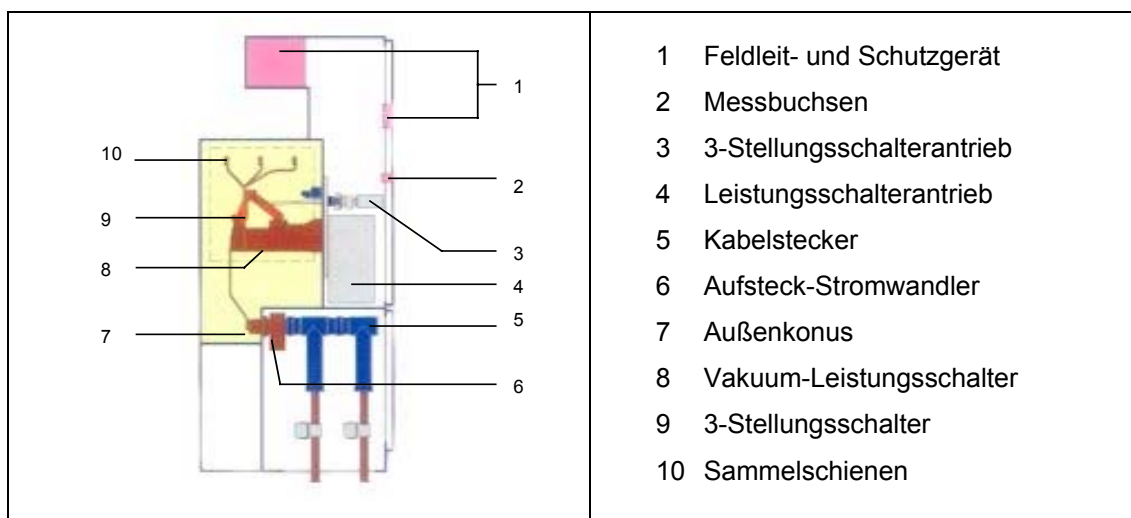 1
10
2
9
3
8
4
5
7
6
1 Feldleit- und Schutzgerät
2 Messbuchsen
3 3-Stellungsschalterantrieb
4 Leistungsschalterantrieb
5 Kabelstecker
6 Aufsteck-Stromwandler
7 Außenkonus
8 Vakuum-Leistungsschalter
9 3-Stellungsschalter
10 Sammelschienen